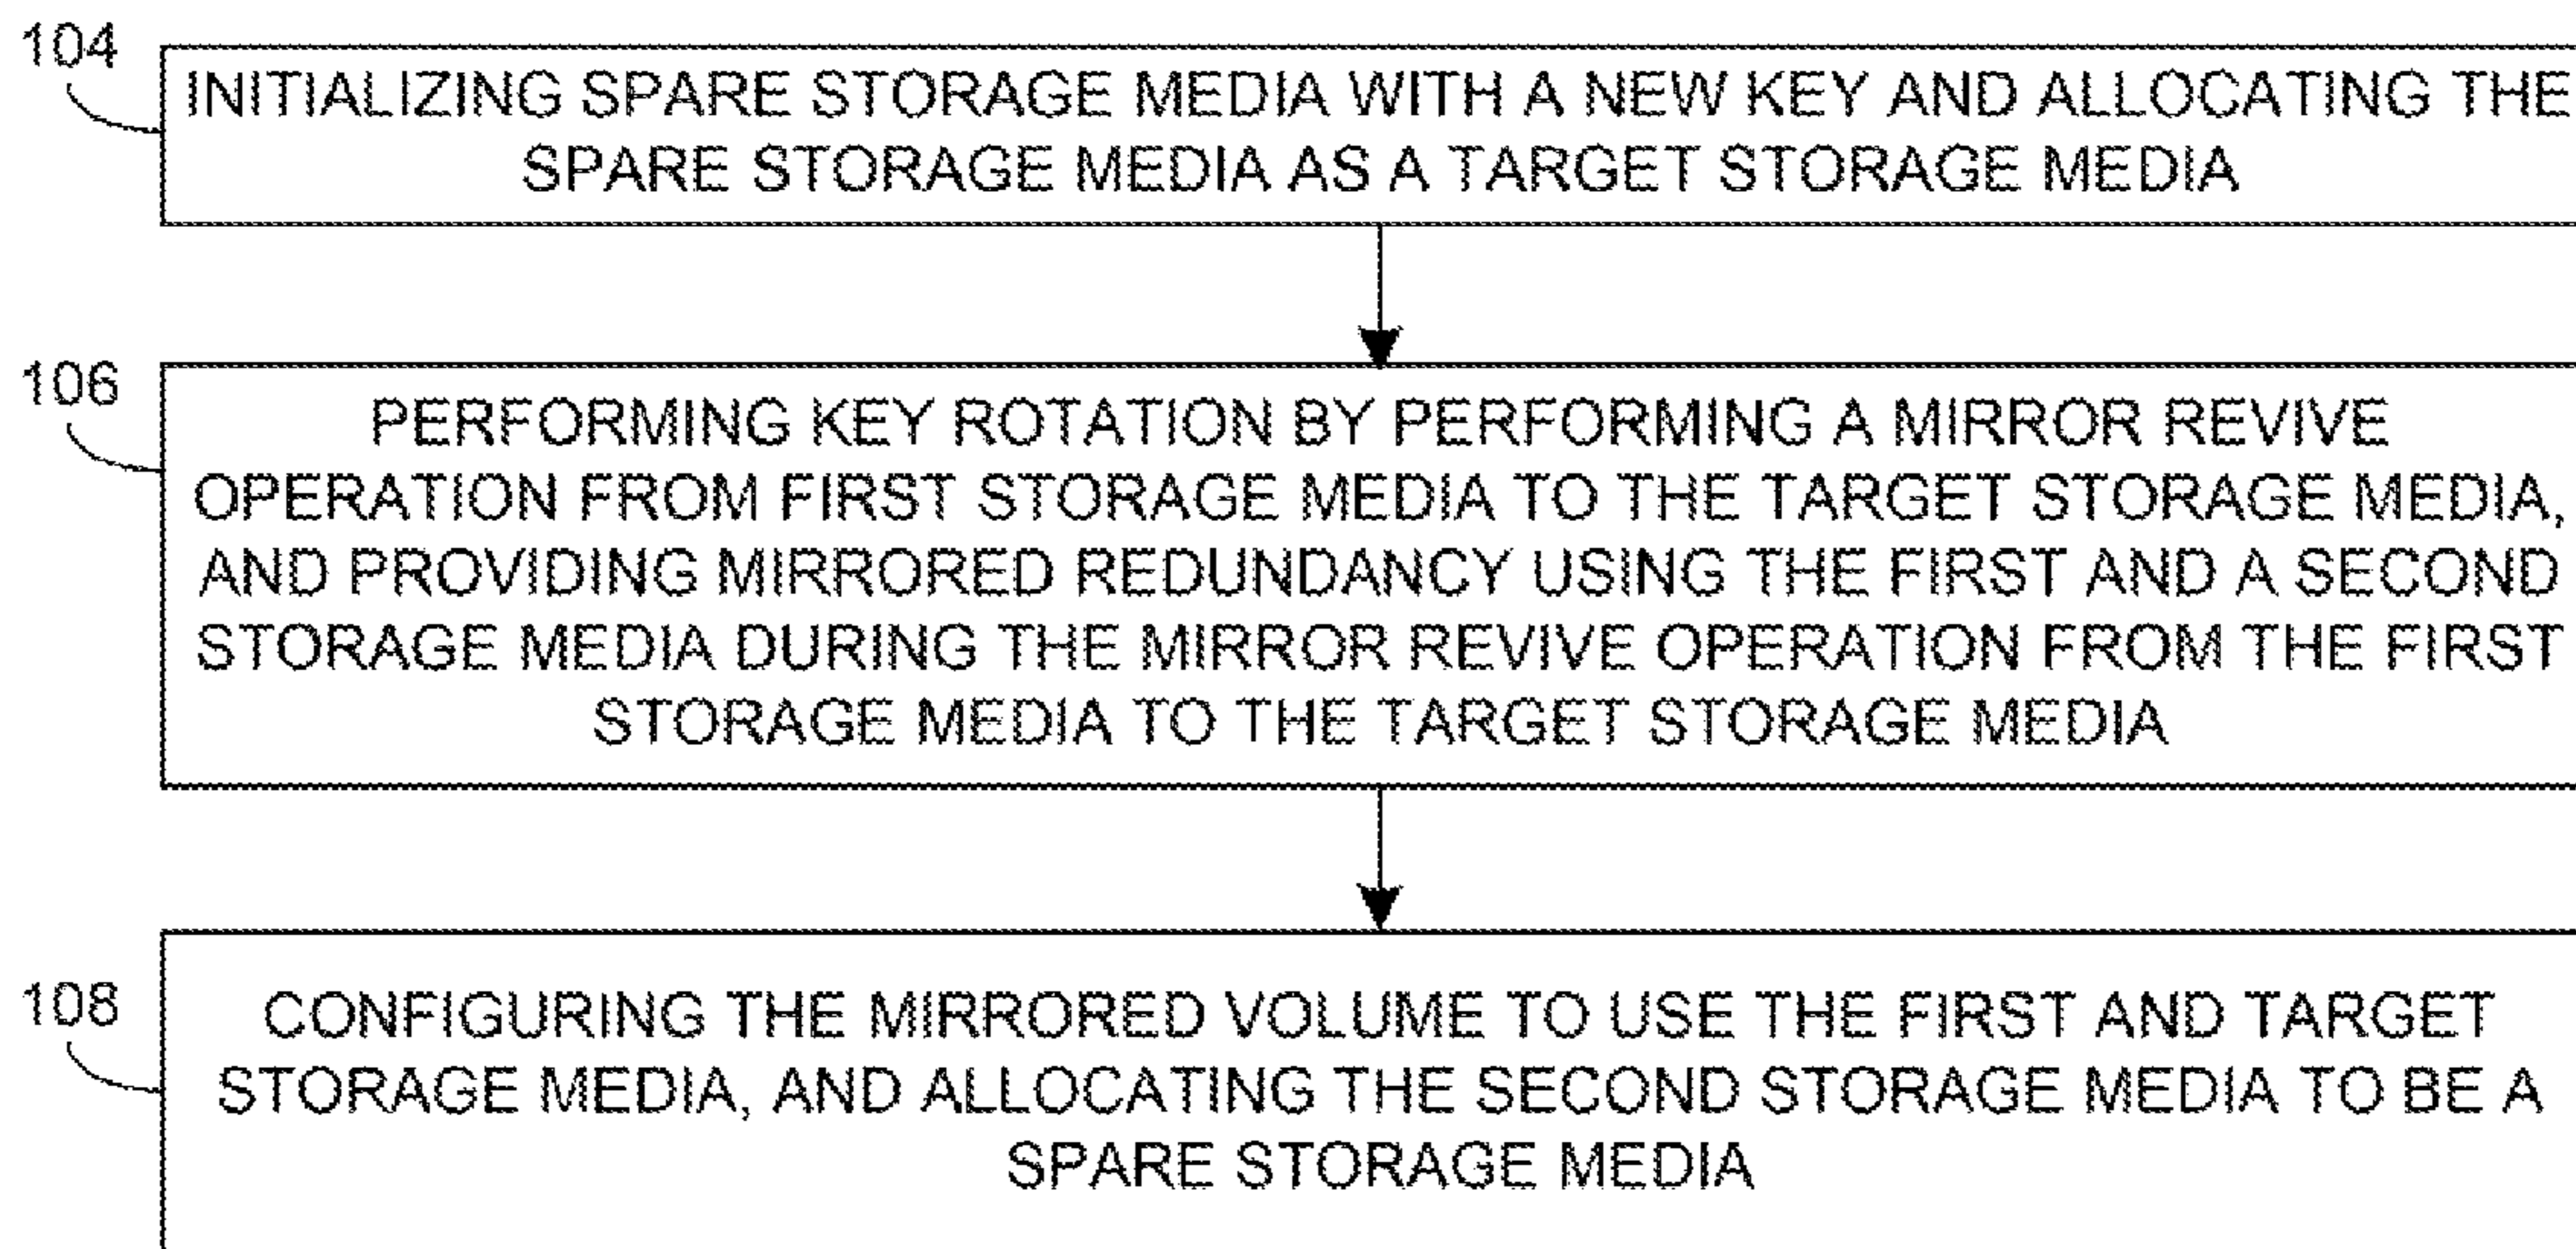 104
INITIALIZING SPARE STORAGE MEDIA WITH A NEW KEY AND ALLOCATING THE
SPARE STORAGE MEDIA AS A TARGET STORAGE MEDIA
106
PERFORMING KEY ROTATION BY PERFORMING A MIRROR REVIVE
OPERATION FROM FIRST STORAGE MEDIA TO THE TARGET STORAGE MEDIA,
AND PROVIDING MIRRORED REDUNDANCY USING THE FIRST AND A SECOND
STORAGE MEDIA DURING THE MIRROR REVIVE OPERATION FROM THE FIRST
STORAGE MEDIA TO THE TARGET STORAGE MEDIA
108
CONFIGURING THE MIRRORED VOLUME TO USE THE FIRST AND TARGET
STORAGE MEDIA, AND ALLOCATING THE SECOND STORAGE MEDIA TO BE A
SPARE STORAGE MEDIA